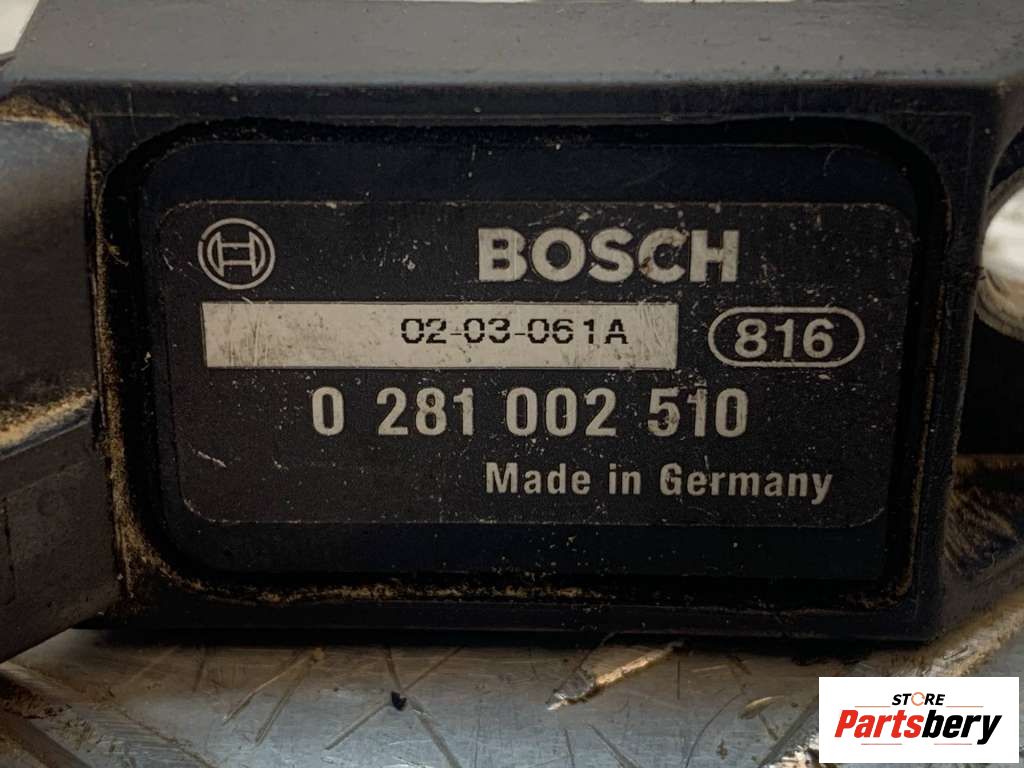 BOSCH
02-03-061A
816
0 281 002 510
Made in Germany
STORE
Partsbery